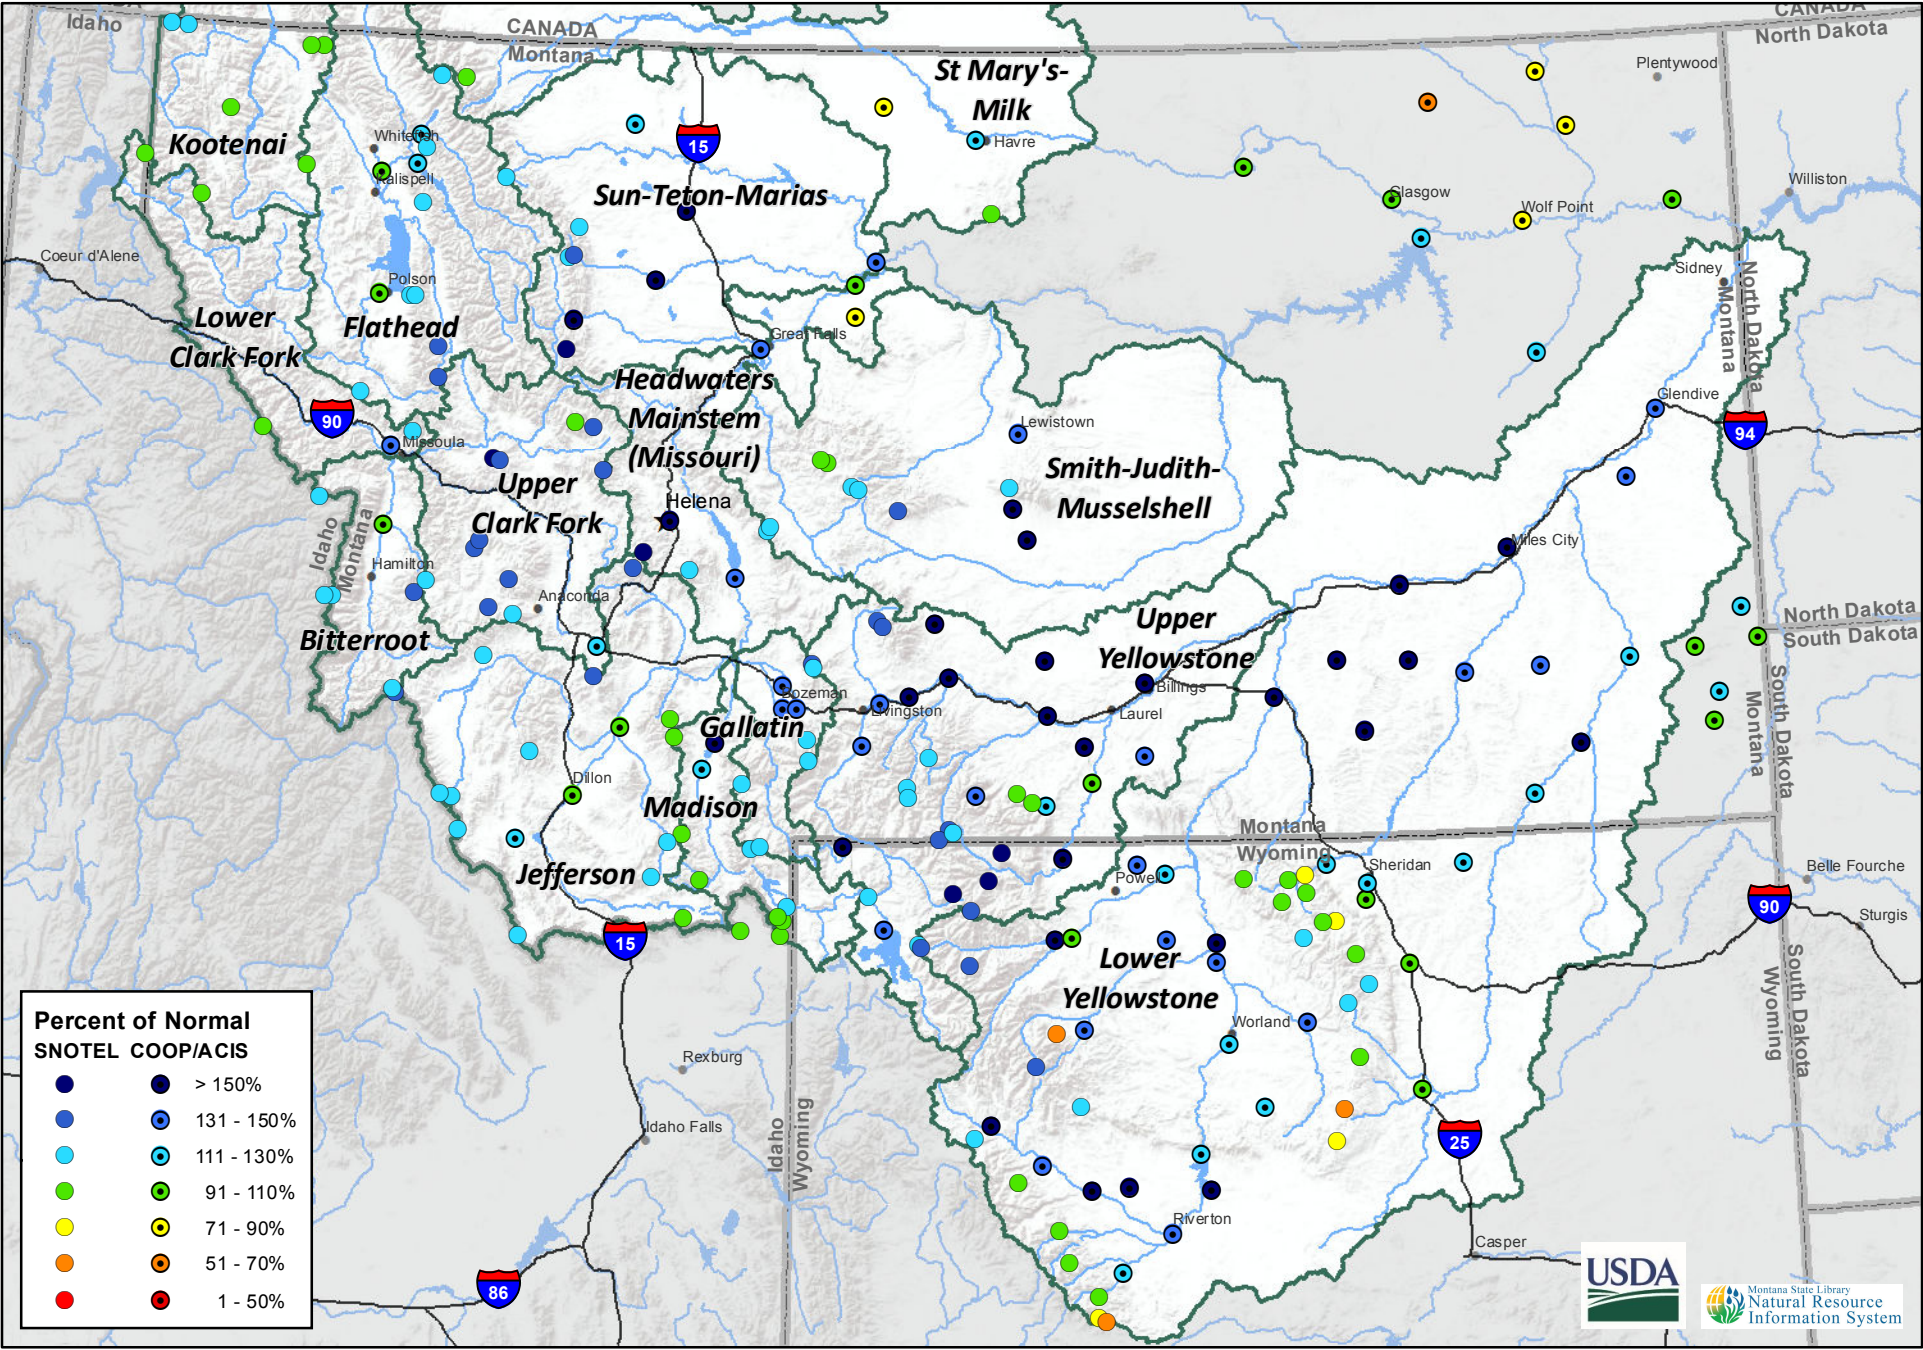 Idaho
CANADA
Montana
CANADA
North Dakota
Plentywood
St Mary's-
Milk
Havre
Kootenai
Whitefish
Kalispell
15
Sun-Teton-Marias
Glasgow
Wolf Point
Williston
Coeur d'Alene
Polson
Sidney
Montana
North Dakota
Lower
Clark Fork
Flathead
Great Falls
Headwaters
Mainstem
(Missouri)
Glendive
94
90
Missoula
Lewistown
Smith-Judith-
Musselshell
Upper
Clark Fork
Helena
Idaho
Montana
Hamilton
Anaconda
Miles City
Bitterroot
Upper
Yellowstone
North Dakota
South Dakota
Bozeman
Livingston
Billings
Laurel
Gallatin
Montana
South Dakota
Dillon
Madison
Jefferson
Montana
Wyoming
Sheridan
Powell
Belle Fourche
90
Sturgis
15
Lower
Yellowstone
Worland
Wyoming
South Dakota
Rexburg
Idaho Falls
Idaho
Wyoming
25
Riverton
Casper
86
Percent of Normal
SNOTEL COOP/ACIS
> 150%
131 - 150%
111 - 130%
91 - 110%
71 - 90%
51 - 70%
1 - 50%
USDA
Montana State Library
Natural Resource
Information System